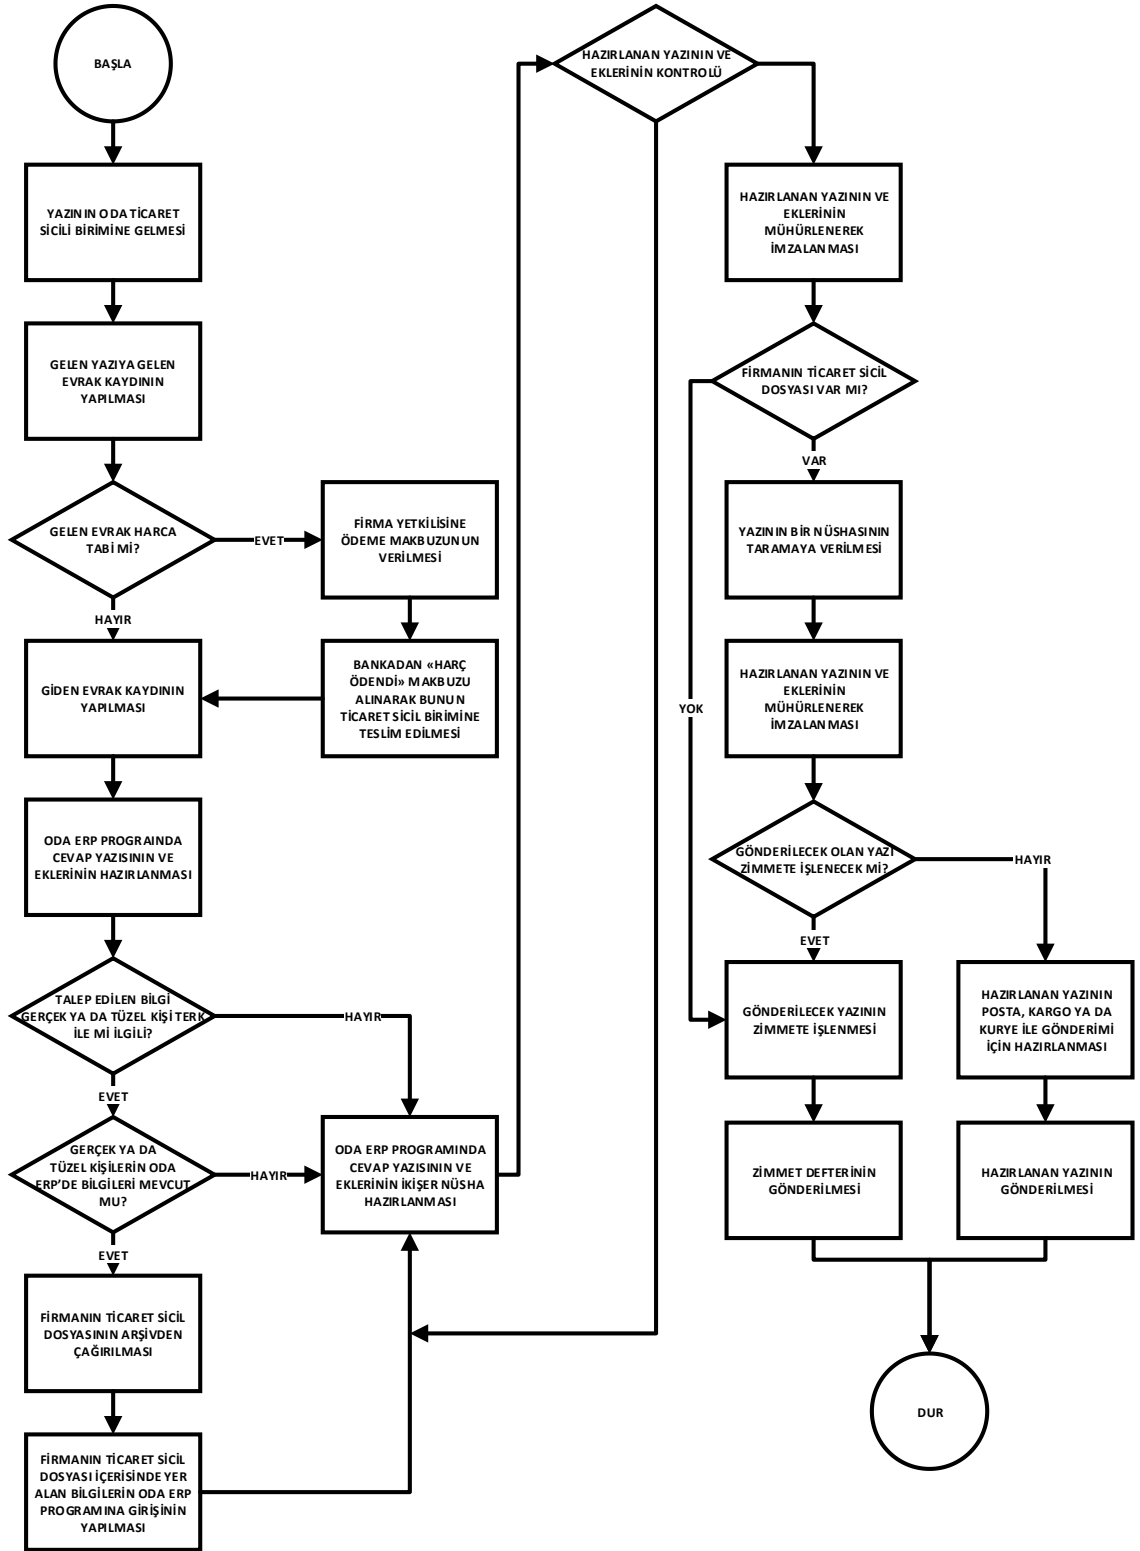 BAŞLA
YAZININ ODA TİCARET
SİCİLİ BİRİMİNE GELMESİ
GELEN YAZIYA GELEN
EVRAK KAYDININ
YAPILMASI
GELEN EVRAK HARCA
TABİ Mİ?
EVET
FİRMA YETKİLİSİNE
ÖDEME MAKBUZUNUN
VERİLMESİ
HAYIR
GİDEN EVRAK KAYDININ
YAPILMASI
BANKADAN «HARÇ
ÖDENDİ» MAKBUZU
ALINARAK BUNUN
TİCARET SİCİL BİRİMİNE
TESLİM EDİLMESİ
ODA ERP PROGRAINDA
CEVAP YAZISININ VE
EKLERİNİN HAZIRLANMASI
TALEP EDİLEN BİLGİ
GERÇEK YA DA TÜZEL KİŞİ TERK
İLE Mİ İLGİLİ?
HAYIR
EVET
GERÇEK YA DA
TÜZEL KİŞİLERİN ODA
ERP’DE BİLGİLERİ MEVCUT
MU?
HAYIR
ODA ERP PROGRAMINDA
CEVAP YAZISININ VE
EKLERİNİN İKİŞER NÜSHA
HAZIRLANMASI
EVET
FİRMANIN TİCARET SİCİL
DOSYASININ ARŞİVDEN
ÇAĞIRILMASI
FİRMANIN TİCARET SİCİL
DOSYASI İÇERİSİNDE YER
ALAN BİLGİLERİN ODA ERP
PROGRAMINA GİRİŞİNİN
YAPILMASI
HAZIRLANAN YAZININ VE
EKLERİNİN KONTROLÜ
HAZIRLANAN YAZININ VE
EKLERİNİN
MÜHÜRLENEREK
İMZALANMASI
FİRMANIN TİCARET SİCİL
DOSYASI VAR MI?
VAR
YAZININ BİR NÜSHASININ
TARAMAYA VERİLMESİ
HAZIRLANAN YAZININ VE
EKLERİNİN
MÜHÜRLENEREK
İMZALANMASI
YOK
GÖNDERİLECEK OLAN YAZI
ZİMMETE İŞLENECEK Mİ?
HAYIR
EVET
GÖNDERİLECEK YAZININ
ZİMMETE İŞLENMESİ
HAZIRLANAN YAZININ
POSTA, KARGO YA DA
KURYE İLE GÖNDERİMİ
İÇİN HAZIRLANMASI
ZİMMET DEFTERİNİN
GÖNDERİLMESİ
HAZIRLANAN YAZININ
GÖNDERİLMESİ
DUR